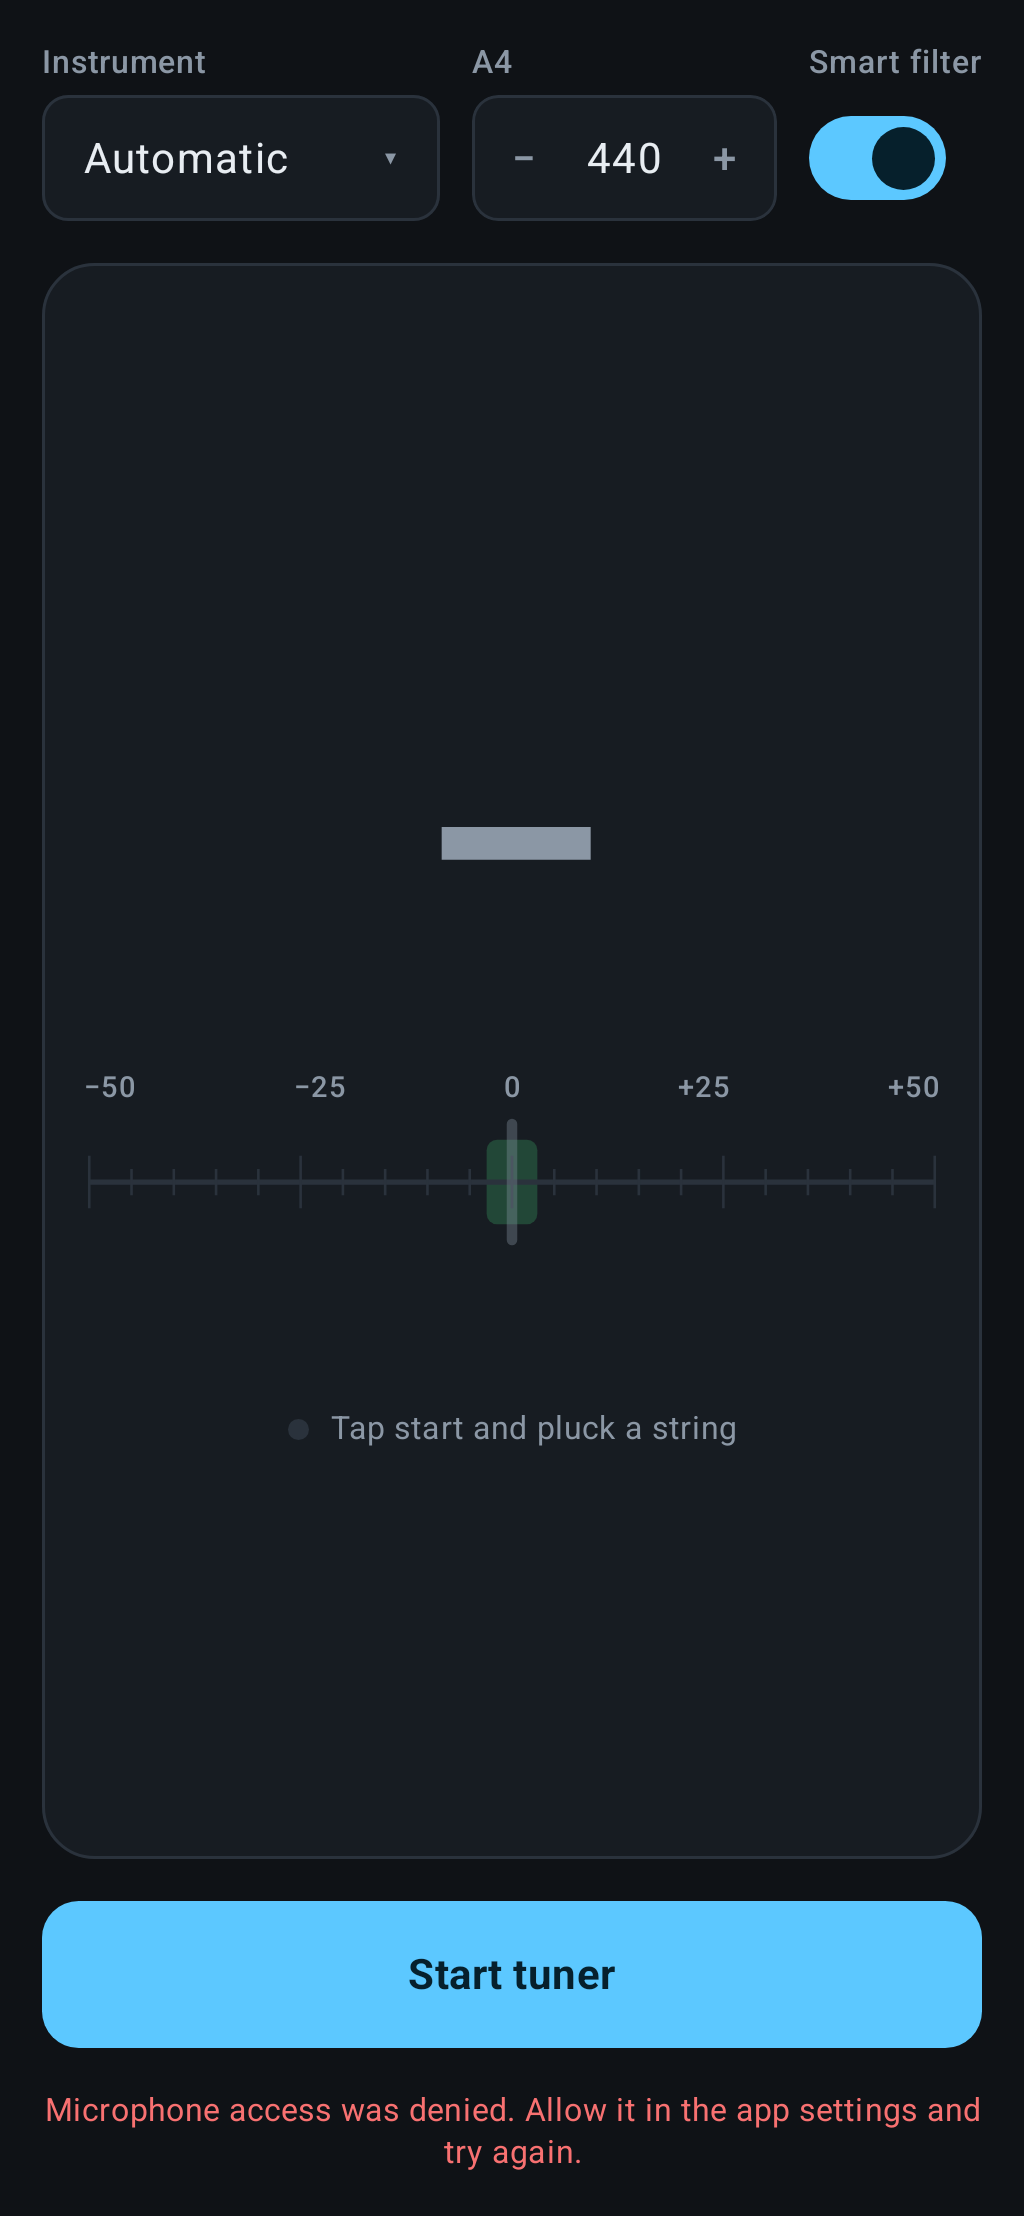 Instrument
A4
Smart filter
Automatic
− 440 +
−50 −25 0 +25 +50
Tap start and pluck a string
Start tuner
Microphone access was denied. Allow it in the app settings and
try again.